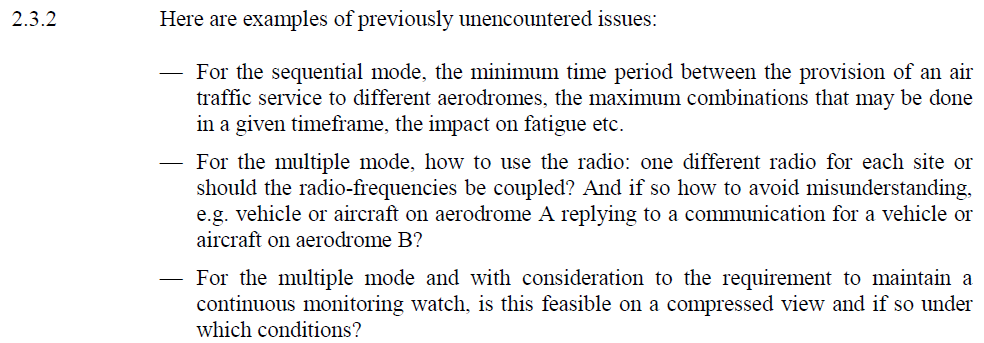 2.3.2 Here are examples of previously unencountered issues:
— For the sequential mode, the minimum time period between the provision of an air
traffic service to different aerodromes, the maximum combinations that may be done
in a given timeframe, the impact on fatigue etc.
— For the multiple mode, how to use the radio: one different radio for each site or
should the radio-frequencies be coupled? And if so how to avoid misunderstanding,
e.g. vehicle or aircraft on aerodrome A replying to a communication for a vehicle or
aircraft on aerodrome B?
— For the multiple mode and with consideration to the requirement to maintain a
continuous monitoring watch, is this feasible on a compressed view and if so under
which conditions?